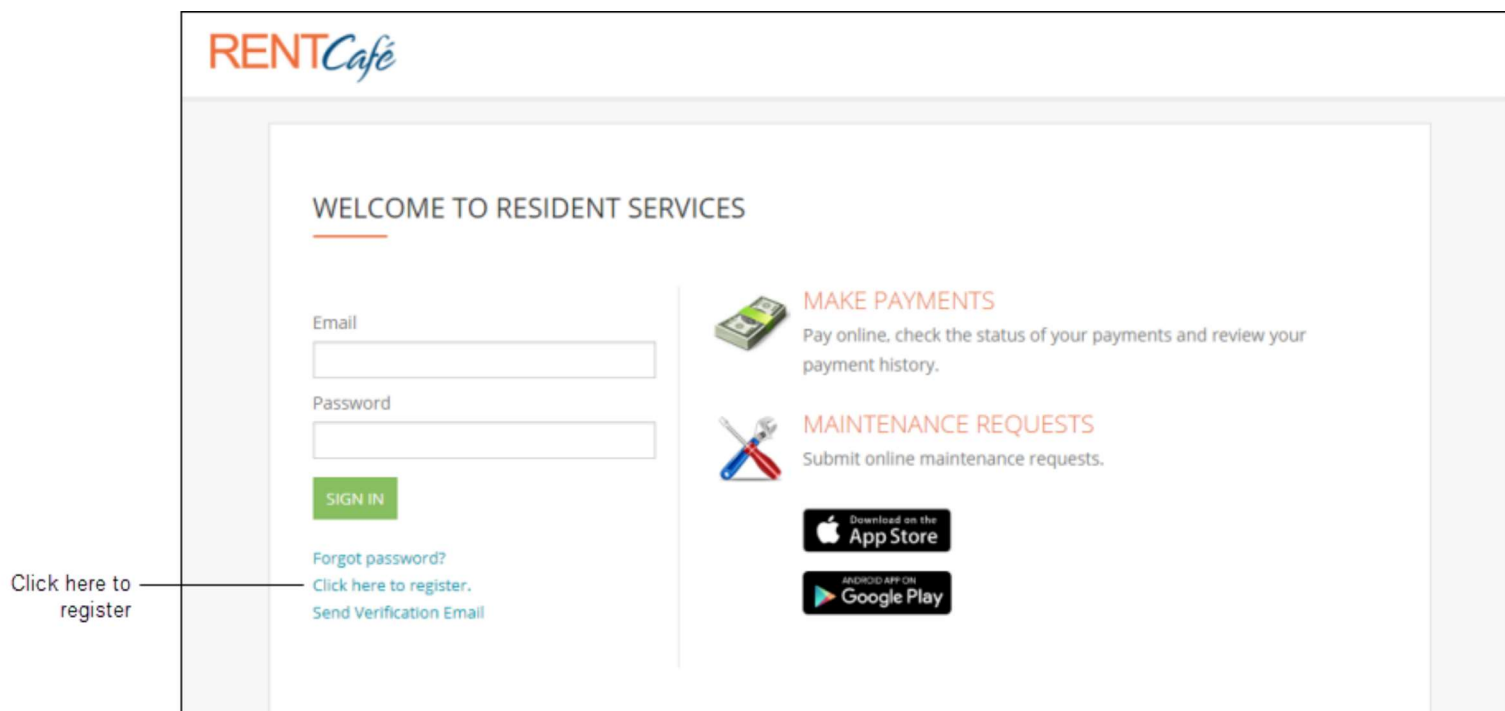 RENTCafé
WELCOME TO RESIDENT SERVICES
Email
Password
SIGN IN
Forgot password?
Click here to register.
Send Verification Email
Click here to
register
MAKE PAYMENTS
Pay online, check the status of your payments and review your
payment history.
MAINTENANCE REQUESTS
Submit online maintenance requests.
Download on the
App Store
ANDROID APP ON
Google Play